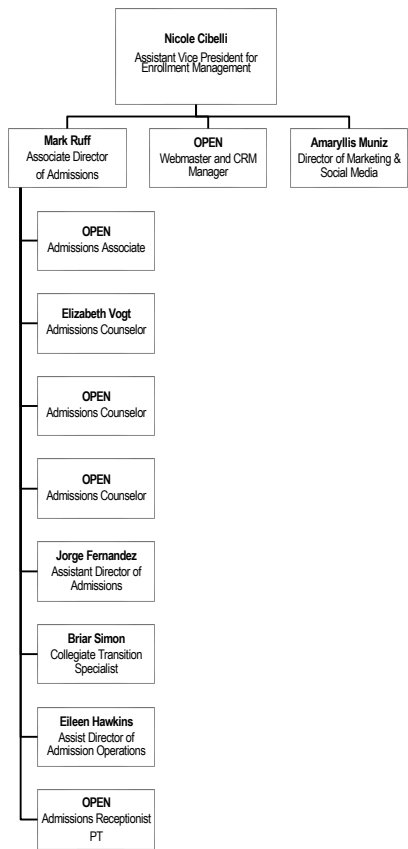 Nicole Cibelli
Assistant Vice President for
Enrollment Management
Mark Ruff
Associate Director
of Admissions
OPEN
Webmaster and CRM
Manager
Amaryllis Muniz
Director of Marketing &
Social Media
OPEN
Admissions Associate
Elizabeth Vogt
Admissions Counselor
OPEN
Admissions Counselor
OPEN
Admissions Counselor
Jorge Fernandez
Assistant Director of
Admissions
Briar Simon
Collegiate Transition
Specialist
Eileen Hawkins
Assist Director of
Admission Operations
OPEN
Admissions Receptionist
PT